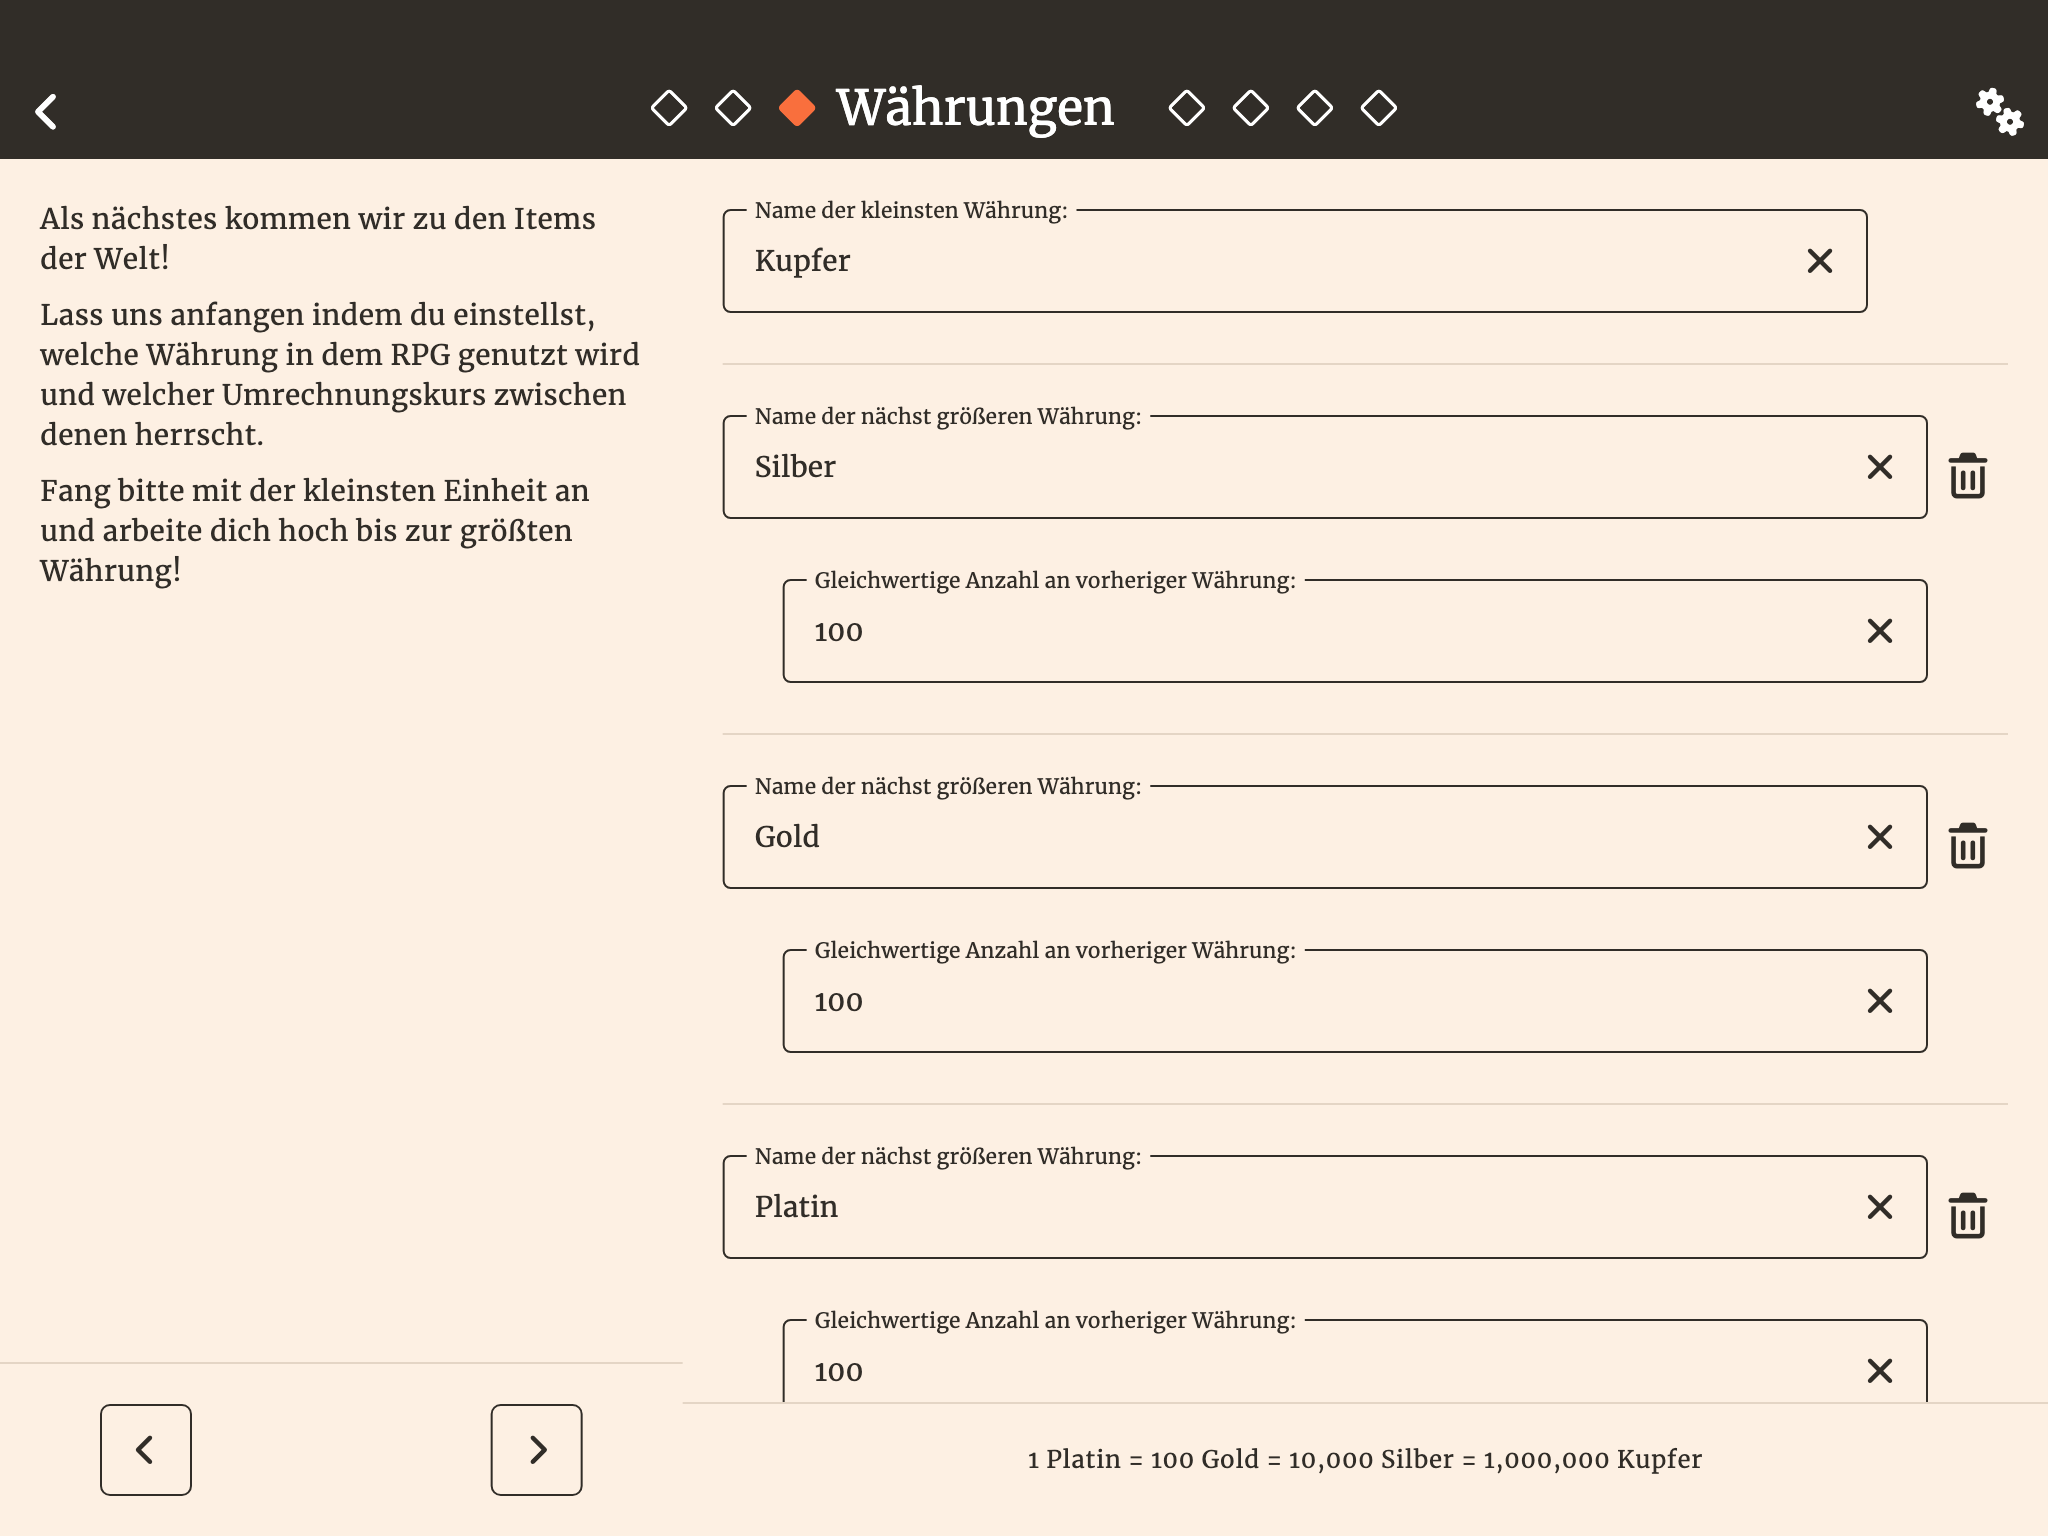 Währungen
Als nächstes kommen wir zu den Items
der Welt!
Lass uns anfangen indem du einstellst,
welche Währung in dem RPG genutzt wird
und welcher Umrechnungskurs zwischen
denen herrscht.
Fang bitte mit der kleinsten Einheit an
und arbeite dich hoch bis zur größten
Währung!
Name der kleinsten Währung:
Kupfer
Name der nächst größeren Währung:
Silber
Gleichwertige Anzahl an vorheriger Währung:
100
Name der nächst größeren Währung:
Gold
Gleichwertige Anzahl an vorheriger Währung:
100
Name der nächst größeren Währung:
Platin
Gleichwertige Anzahl an vorheriger Währung:
100
1 Platin = 100 Gold = 10,000 Silber = 1,000,000 Kupfer